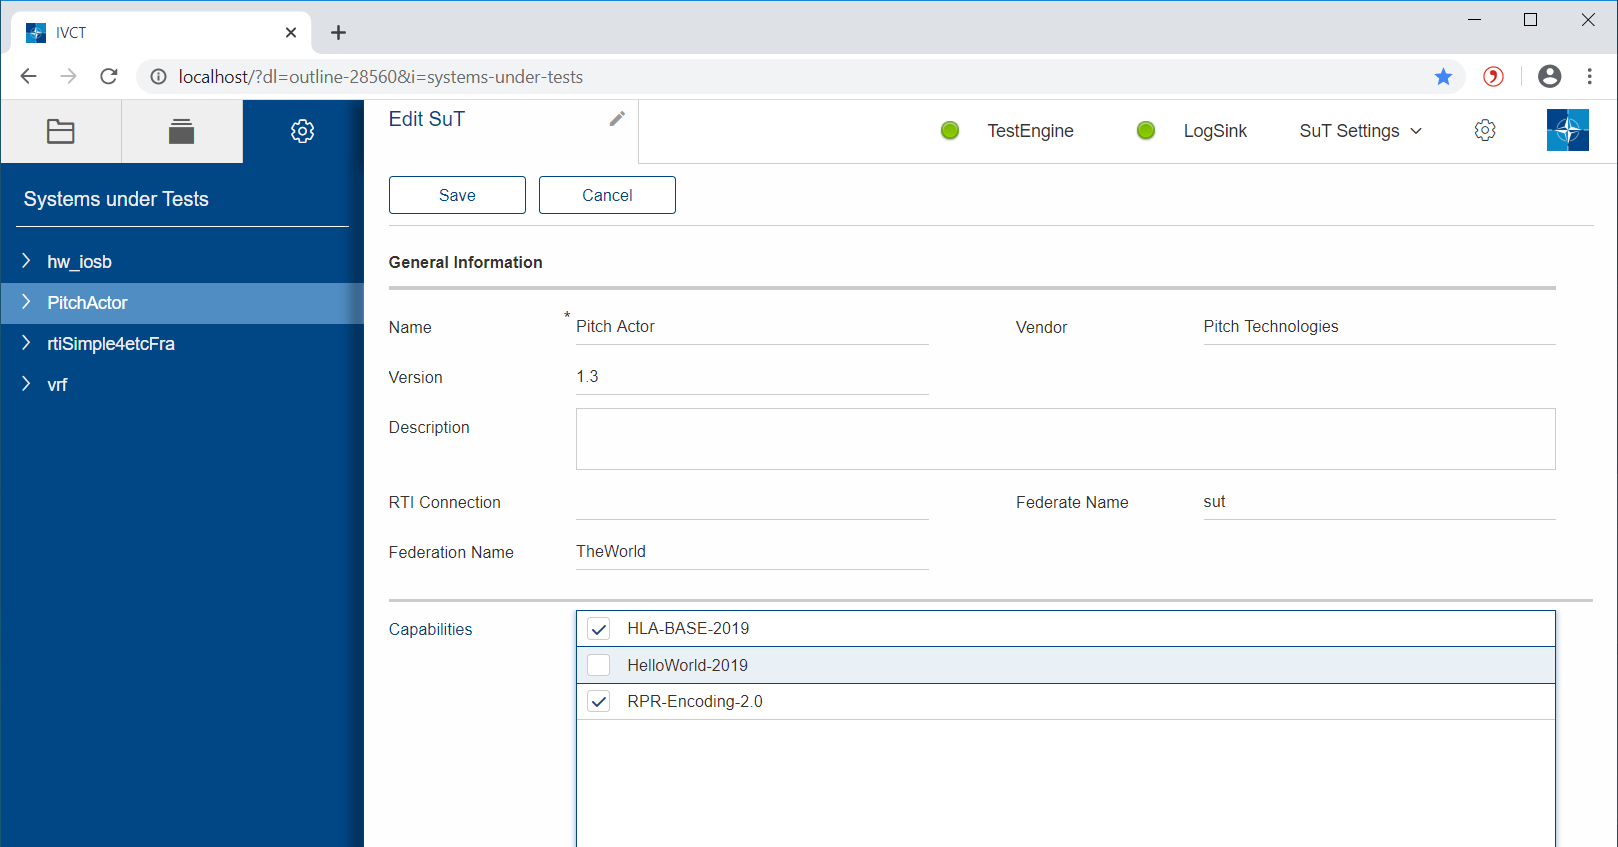 IVCT
localhost/?dl=outline-28560&i=systems-under-tests
Edit SuT
TestEngine
LogSink
SuT Settings
Systems under Tests
hw_iosb
PitchActor
rtiSimple4etcFra
vrf
Save
Cancel
General Information
Name
*
Pitch Actor
Vendor
Pitch Technologies
Version
1.3
Description
RTI Connection
Federate Name
sut
Federation Name
TheWorld
Capabilities
HLA-BASE-2019
HelloWorld-2019
RPR-Encoding-2.0